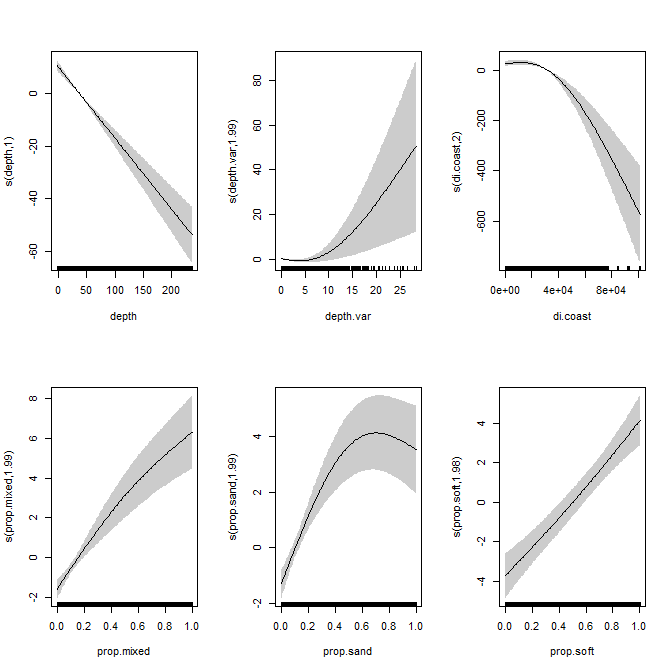 s(depth,1)
0
-20
-40
-60
0 50 100 150 200
depth
s(depth.var,1.99)
80
60
40
20
0
0 5 10 15 20 25
depth.var
s(di.coast,2)
0
-200
-400
-600
0e+00 4e+04 8e+04
di.coast
s(prop.mixed,1.99)
8
6
4
2
0
-2
0.0 0.2 0.4 0.6 0.8 1.0
prop.mixed
s(prop.sand,1.99)
4
2
0
-2
0.0 0.2 0.4 0.6 0.8 1.0
prop.sand
s(prop.soft,1.98)
4
2
0
-2
-4
0.0 0.2 0.4 0.6 0.8 1.0
prop.soft